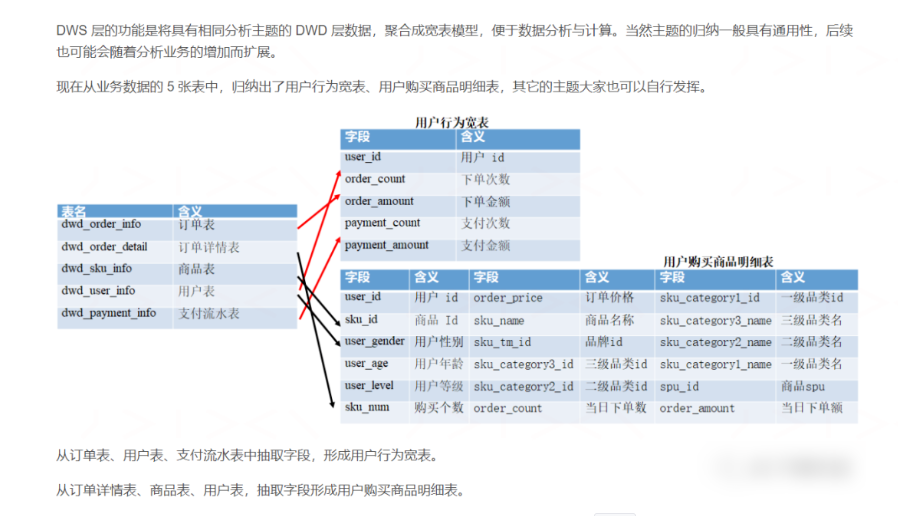 DWS 层的功能是将具有相同分析主题的 DWD 层数据，聚合成宽表模型，便于数据分析与计算。当然主题的归纳一般具有通用性，后续
也可能会随着分析业务的增加而扩展。
现在从业务数据的 5 张表中，归纳出了用户行为宽表、用户购买商品明细表，其它的主题大家也可以自行发挥。
用户行为宽表
字段 含义
user_id 用户 id
order_count 下单次数
order_amount 下单金额
payment_count 支付次数
payment_amount 支付金额
表名 含义
dwd_order_info 订单表
dwd_order_detail 订单详情表
dwd_sku_info 商品表
dwd_user_info 用户表
dwd_payment_info 支付流水表
用户购买商品明细表
字段 含义 字段 含义 字段 含义
user_id 用户 id order_price 订单价格 sku_category1_id 一级品类id
sku_id 商品 Id sku_name 商品名称 sku_category3_name 三级品类名
user_gender 用户性别 sku_tm_id 品牌id sku_category2_name 二级品类名
user_age 用户年龄 sku_category3_id 三级品类id sku_category1_name 一级品类名
user_level 用户等级 sku_category2_id 二级品类id spu_id 商品spu
sku_num 购买个数 order_count 当日下单数 order_amount 当日下单额
从订单表、用户表、支付流水表中抽取字段，形成用户行为宽表。
从订单详情表、商品表、用户表，抽取字段形成用户购买商品明细表。